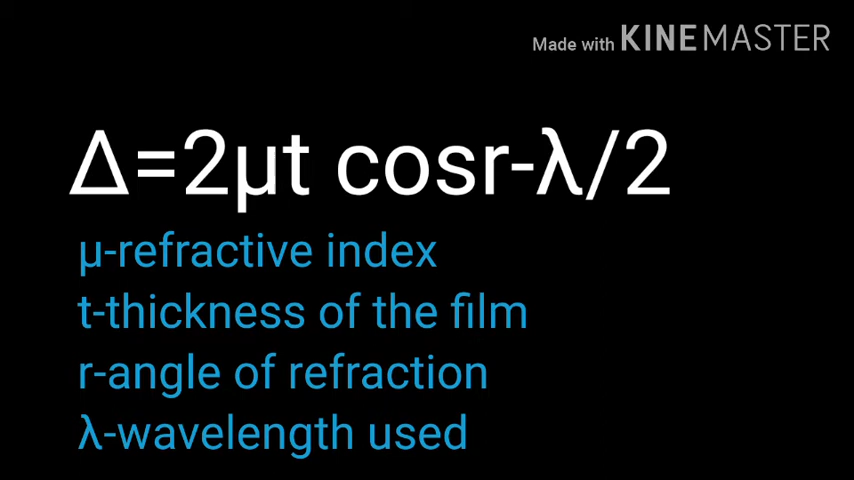 Made with KINEMASTER
Δ=2μt cosr-λ/2
μ-refractive index
t-thickness of the film
r-angle of refraction
λ-wavelength used